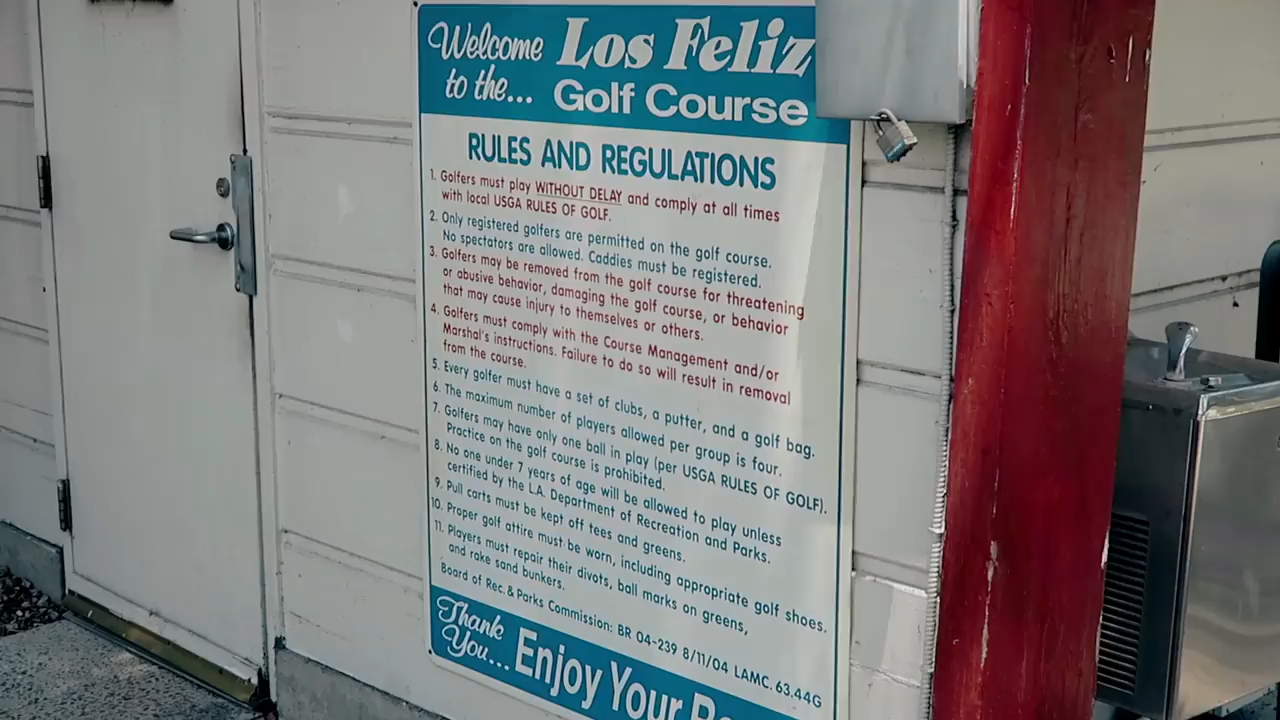 Welcome to the... Los Feliz
Golf Course
RULES AND REGULATIONS
1. Golfers must play WITHOUT DELAY and comply at all times
with local USGA RULES OF GOLF.
2. Only registered golfers are permitted on the golf course.
No spectators are allowed. Caddies must be registered.
3. Golfers may be removed from the golf course for threatening
or abusive behavior, damaging the golf course, or behavior
that may cause injury to themselves or others.
4. Golfers must comply with the Course Management and/or
Marshal's instructions. Failure to do so will result in removal
from the course.
5. Every golfer must have a set of clubs, a putter, and a golf bag.
6. The maximum number of players allowed per group is four.
7. Golfers may have only one ball in play (per USGA RULES OF GOLF).
Practice on the golf course is prohibited.
8. No one under 7 years of age will be allowed to play unless
certified by the L.A. Department of Recreation and Parks.
9. Pull carts must be kept off tees and greens.
10. Proper golf attire must be worn, including appropriate golf shoes.
11. Players must repair their divots, ball marks on greens,
and rake sand bunkers.
Board of Rec. & Parks Commission: BR 04-239 8/11/04 LAMC. 63.44G
Thank You... Enjoy Your